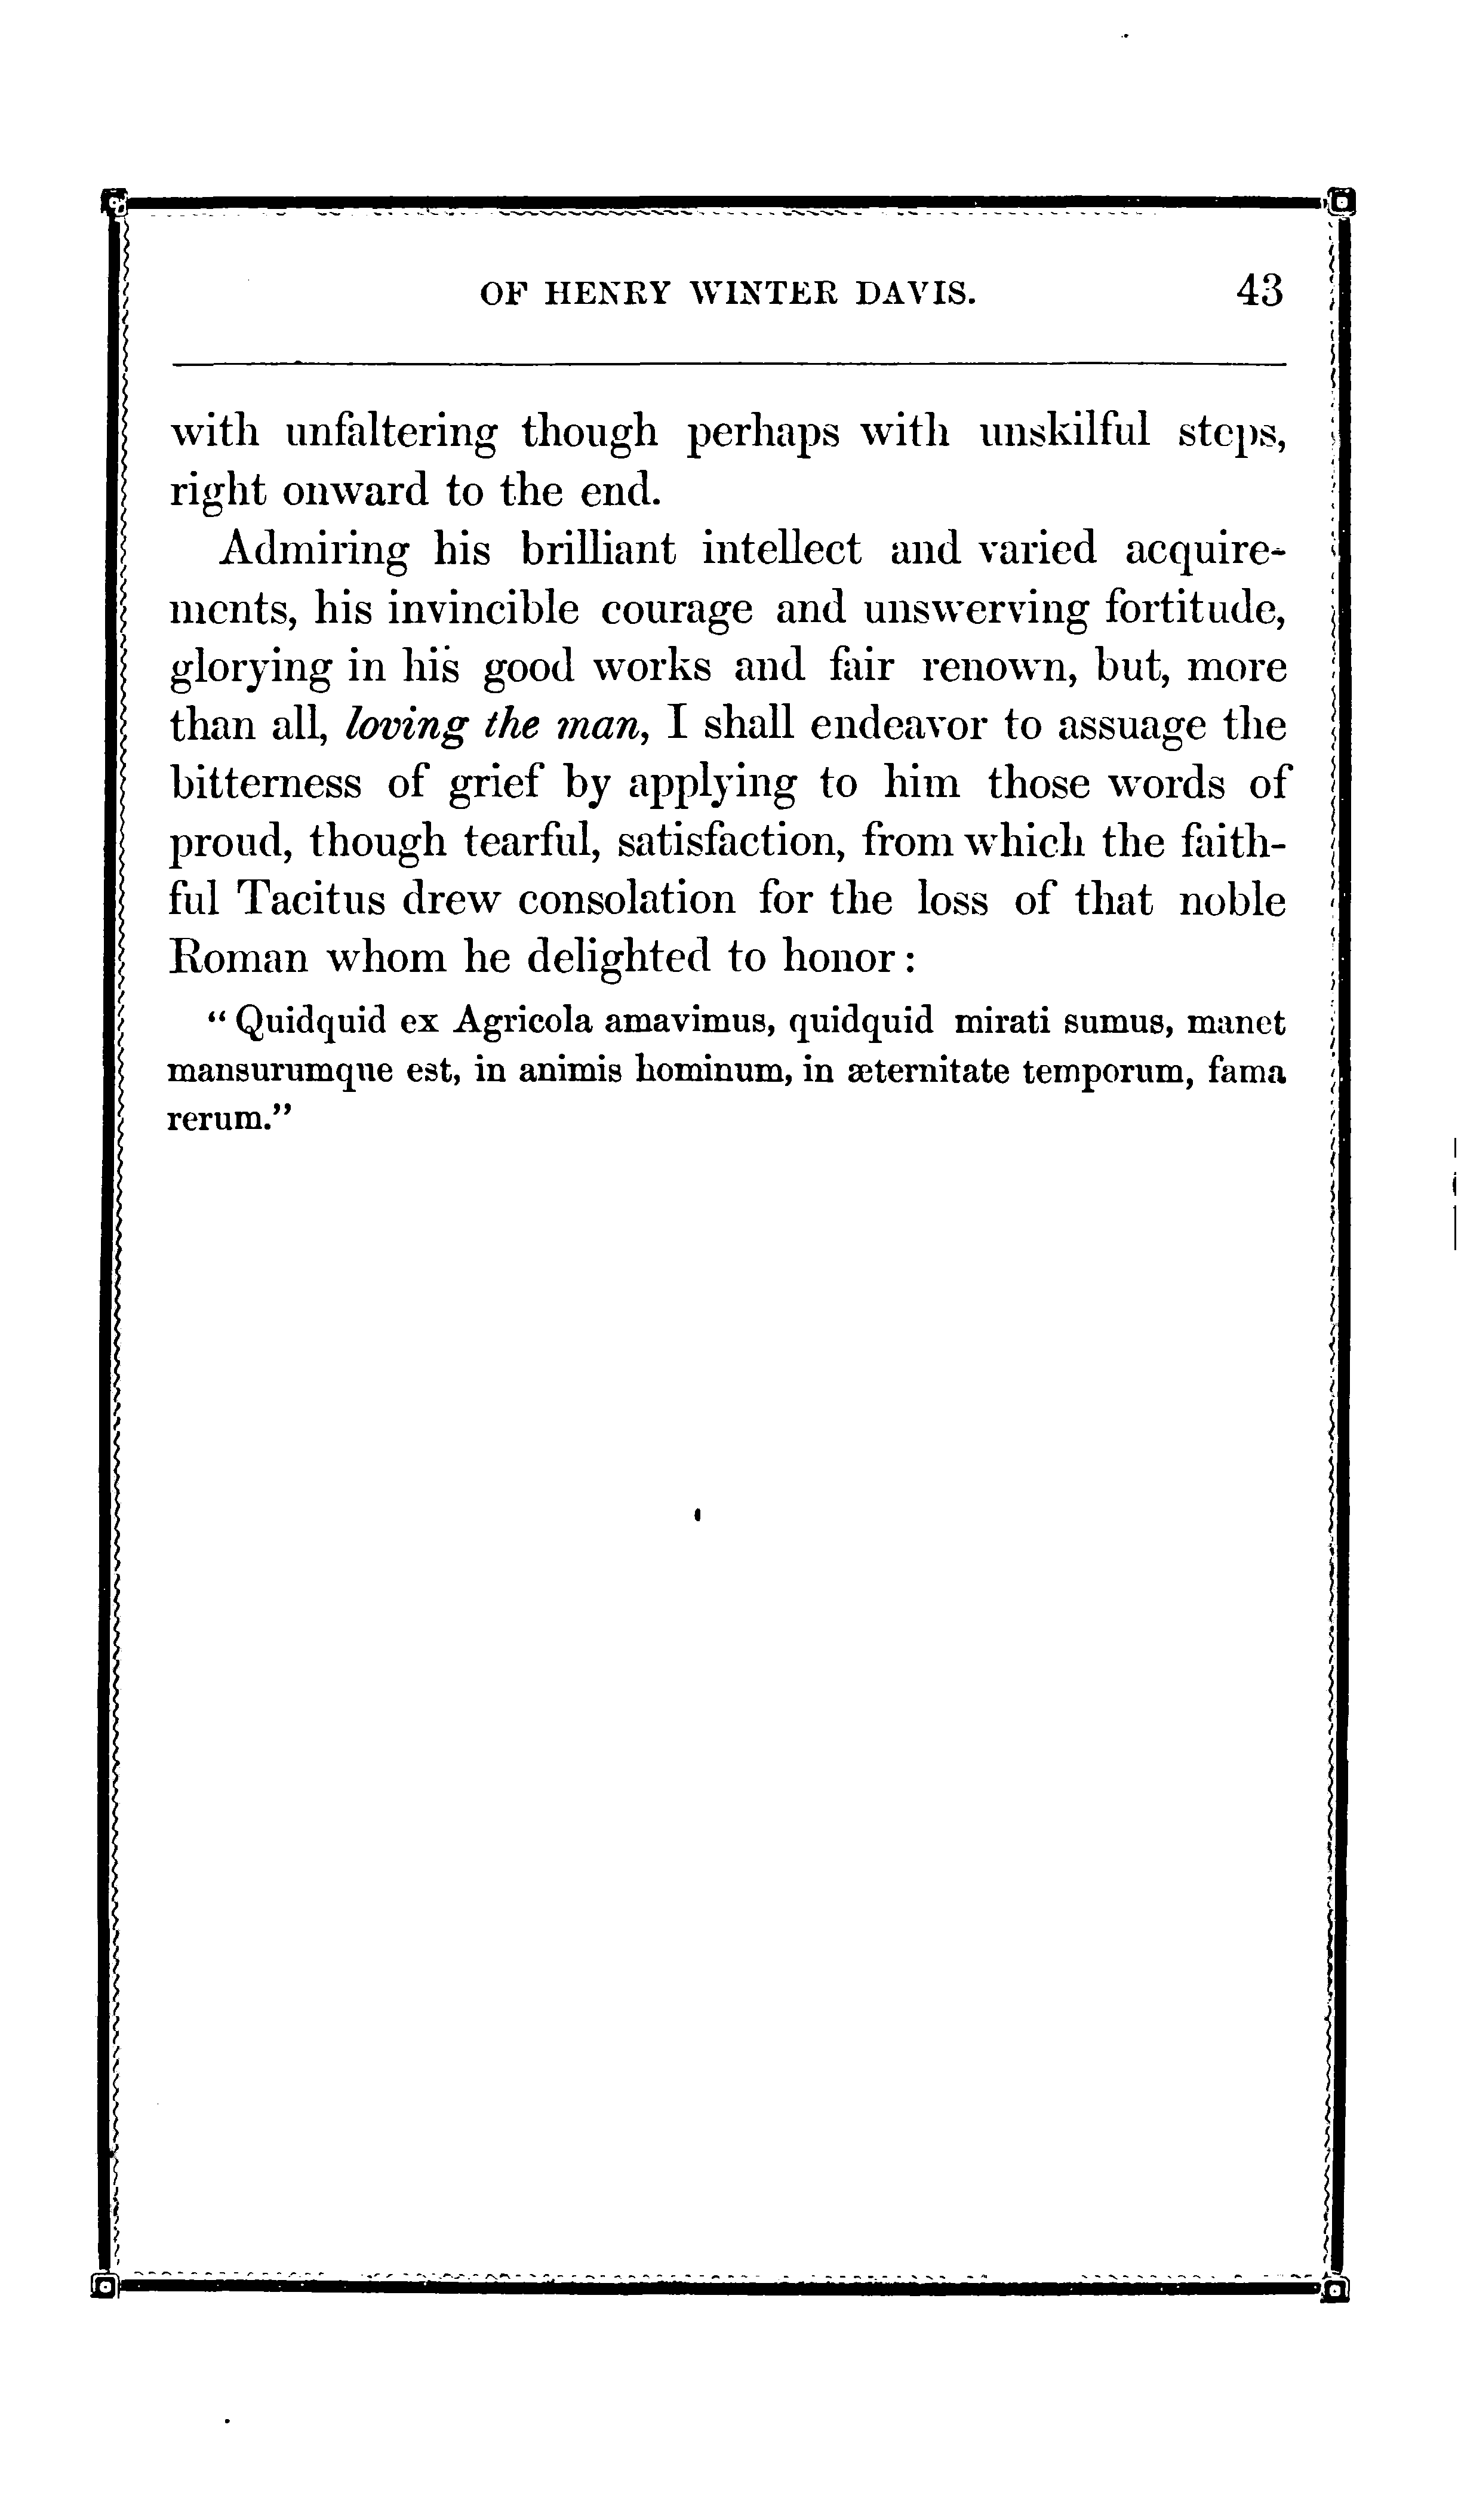 OF HENRY WINTER DAVIS. 43
with unfaltering though perhaps with unskilful steps,
right onward to the end.
Admiring his brilliant intellect and varied acquire-
ments, his invincible courage and unswerving fortitude,
glorying in his good works and fair renown, but, more
than all, loving the man, I shall endeavor to assuage the
bitterness of grief by applying to him those words of
proud, though tearful, satisfaction, from which the faith-
ful Tacitus drew consolation for the loss of that noble
Roman whom he delighted to honor:
"Quidquid ex Agricola amavimus, quidquid mirati sumus, manet
mansurumque est, in animis hominum, in æternitate temporum, fama
rerum."